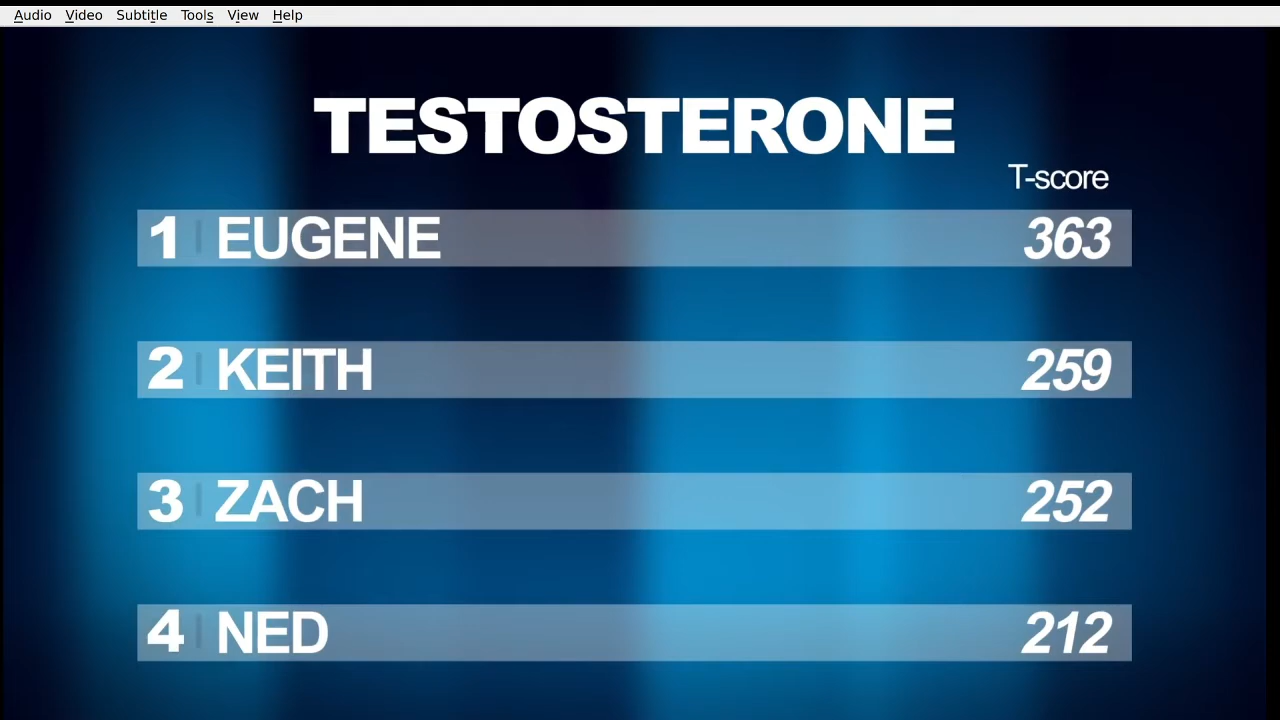 Audio Video Subtitle Tools View Help
TESTOSTERONE
T-score
1 EUGENE 363
2 KEITH 259
3 ZACH 252
4 NED 212